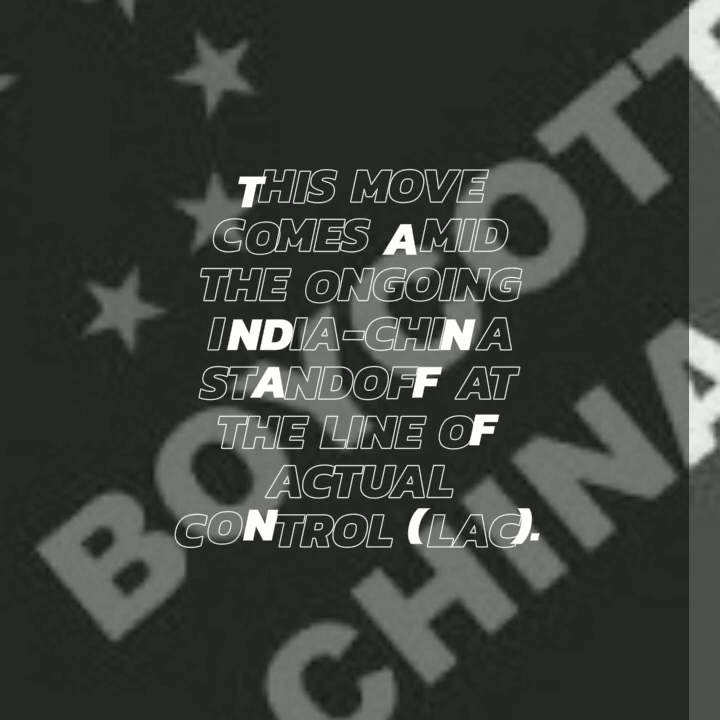 THIS MOVE
COMES AMID
THE ONGOING
INDIA-CHINA
STANDOFF AT
THE LINE OF
ACTUAL
CONTROL (LAC).
BOYCOTT
CHINA